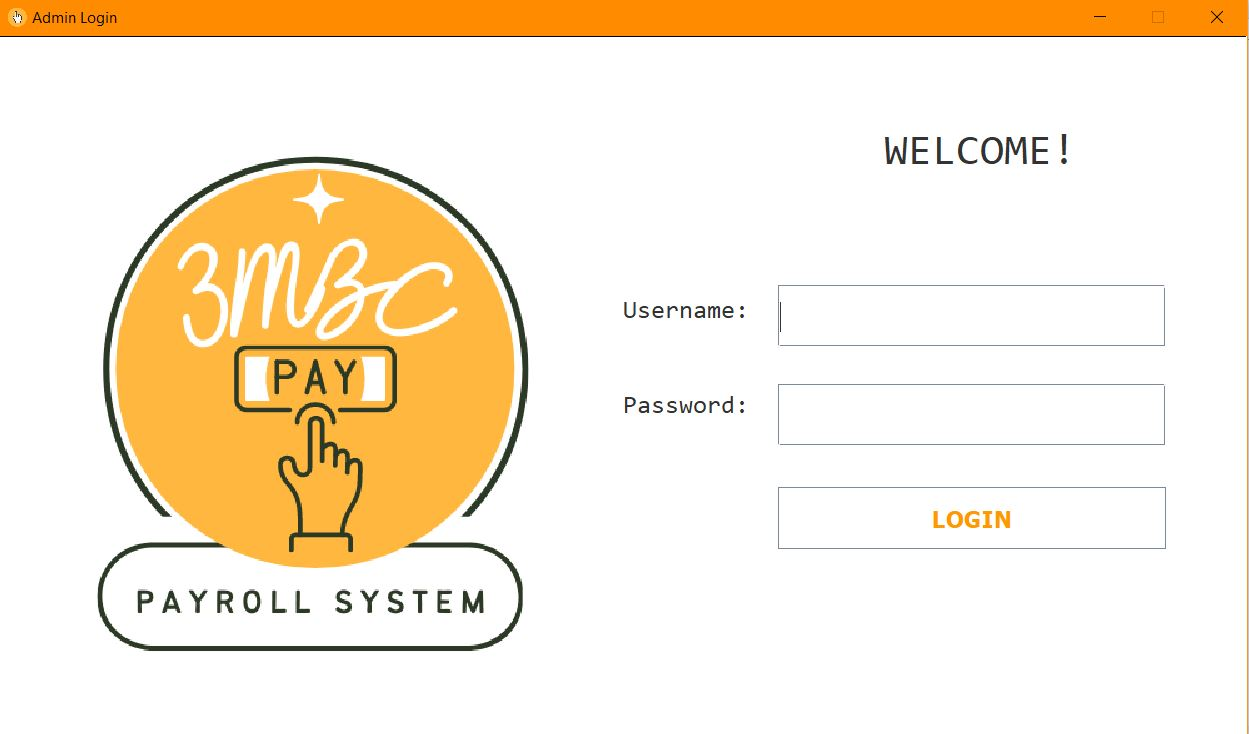 Admin Login
WELCOME!
3MBC
PAY
PAYROLL SYSTEM
Username:
Password:
LOGIN